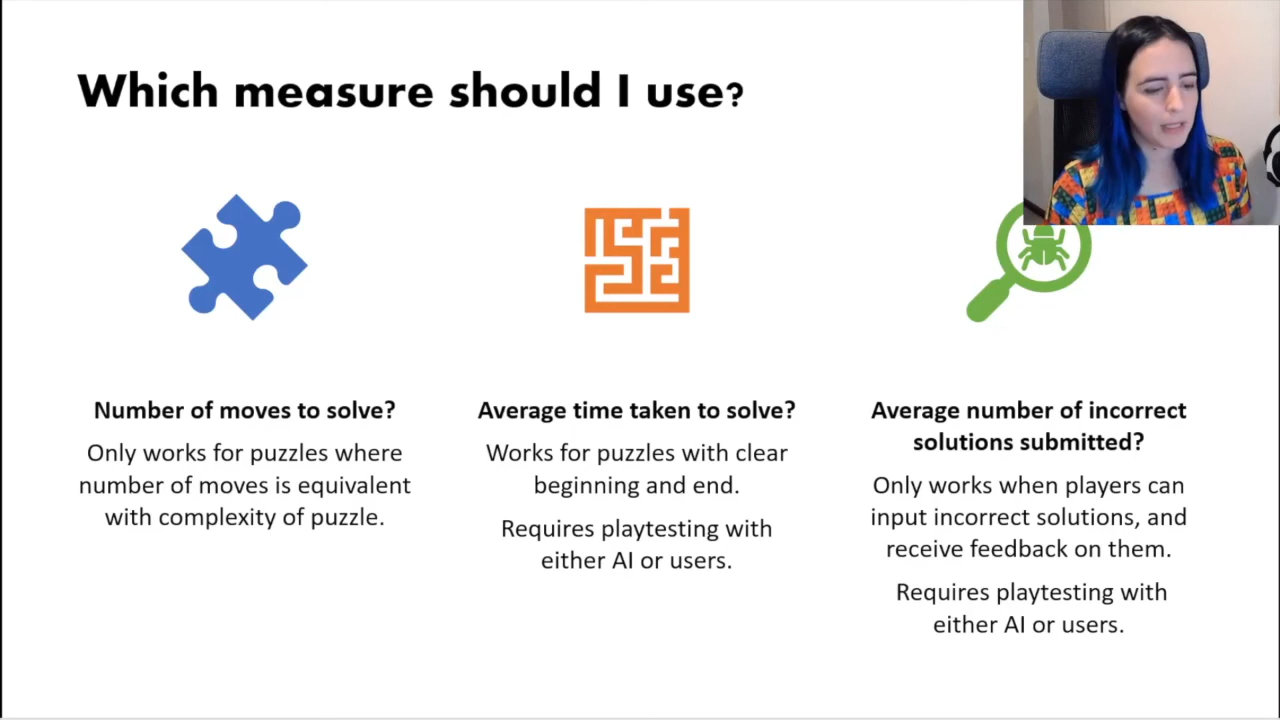 Which measure should I use?
Number of moves to solve?
Only works for puzzles where
number of moves is equivalent
with complexity of puzzle.
Average time taken to solve?
Works for puzzles with clear
beginning and end.
Requires playtesting with
either AI or users.
Average number of incorrect
solutions submitted?
Only works when players can
input incorrect solutions, and
receive feedback on them.
Requires playtesting with
either AI or users.